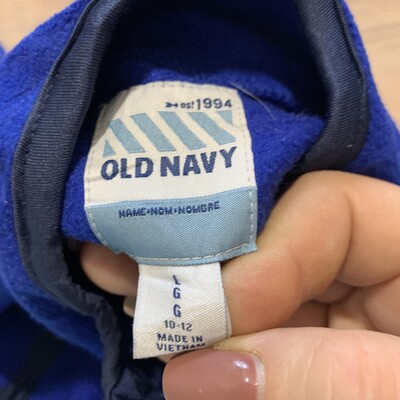 EST 1994
OLD NAVY
NAME•NOM•NOMBRE
L
G
G
10-12
MADE IN
VIETNAM